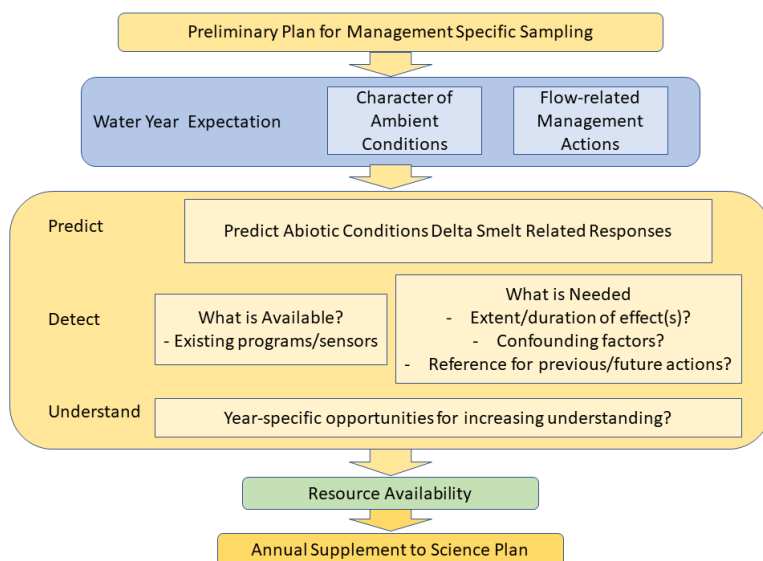 Preliminary Plan for Management Specific Sampling
Water Year Expectation
Character of
Ambient
Conditions
Flow-related
Management
Actions
Predict
Predict Abiotic Conditions Delta Smelt Related Responses
Detect
What is Available?
- Existing programs/sensors
What is Needed
- Extent/duration of effect(s)?
- Confounding factors?
- Reference for previous/future actions?
Understand
Year-specific opportunities for increasing understanding?
Resource Availability
Annual Supplement to Science Plan